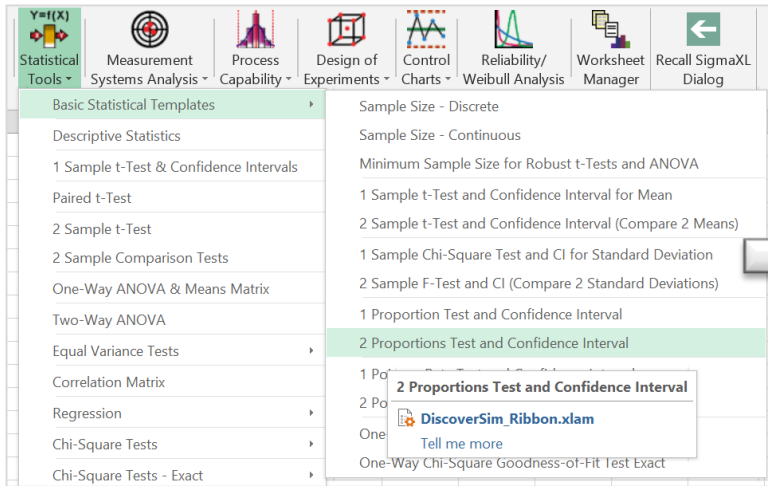 Y=f(X)
Statistical Tools
Measurement Systems Analysis
Process Capability
Design of Experiments
Control Charts
Reliability/ Weibull Analysis
Worksheet Manager
Recall SigmaXL Dialog
Basic Statistical Templates
Descriptive Statistics
1 Sample t-Test & Confidence Intervals
Paired t-Test
2 Sample t-Test
2 Sample Comparison Tests
One-Way ANOVA & Means Matrix
Two-Way ANOVA
Equal Variance Tests
Correlation Matrix
Regression
Chi-Square Tests
Chi-Square Tests - Exact
Sample Size - Discrete
Sample Size - Continuous
Minimum Sample Size for Robust t-Tests and ANOVA
1 Sample t-Test and Confidence Interval for Mean
2 Sample t-Test and Confidence Interval (Compare 2 Means)
1 Sample Chi-Square Test and CI for Standard Deviation
2 Sample F-Test and CI (Compare 2 Standard Deviations)
1 Proportion Test and Confidence Interval
2 Proportions Test and Confidence Interval
1 Po
2 Po
One-
One-Way Chi-Square Goodness-of-Fit Test Exact
2 Proportions Test and Confidence Interval
DiscoverSim_Ribbon.xlam
Tell me more